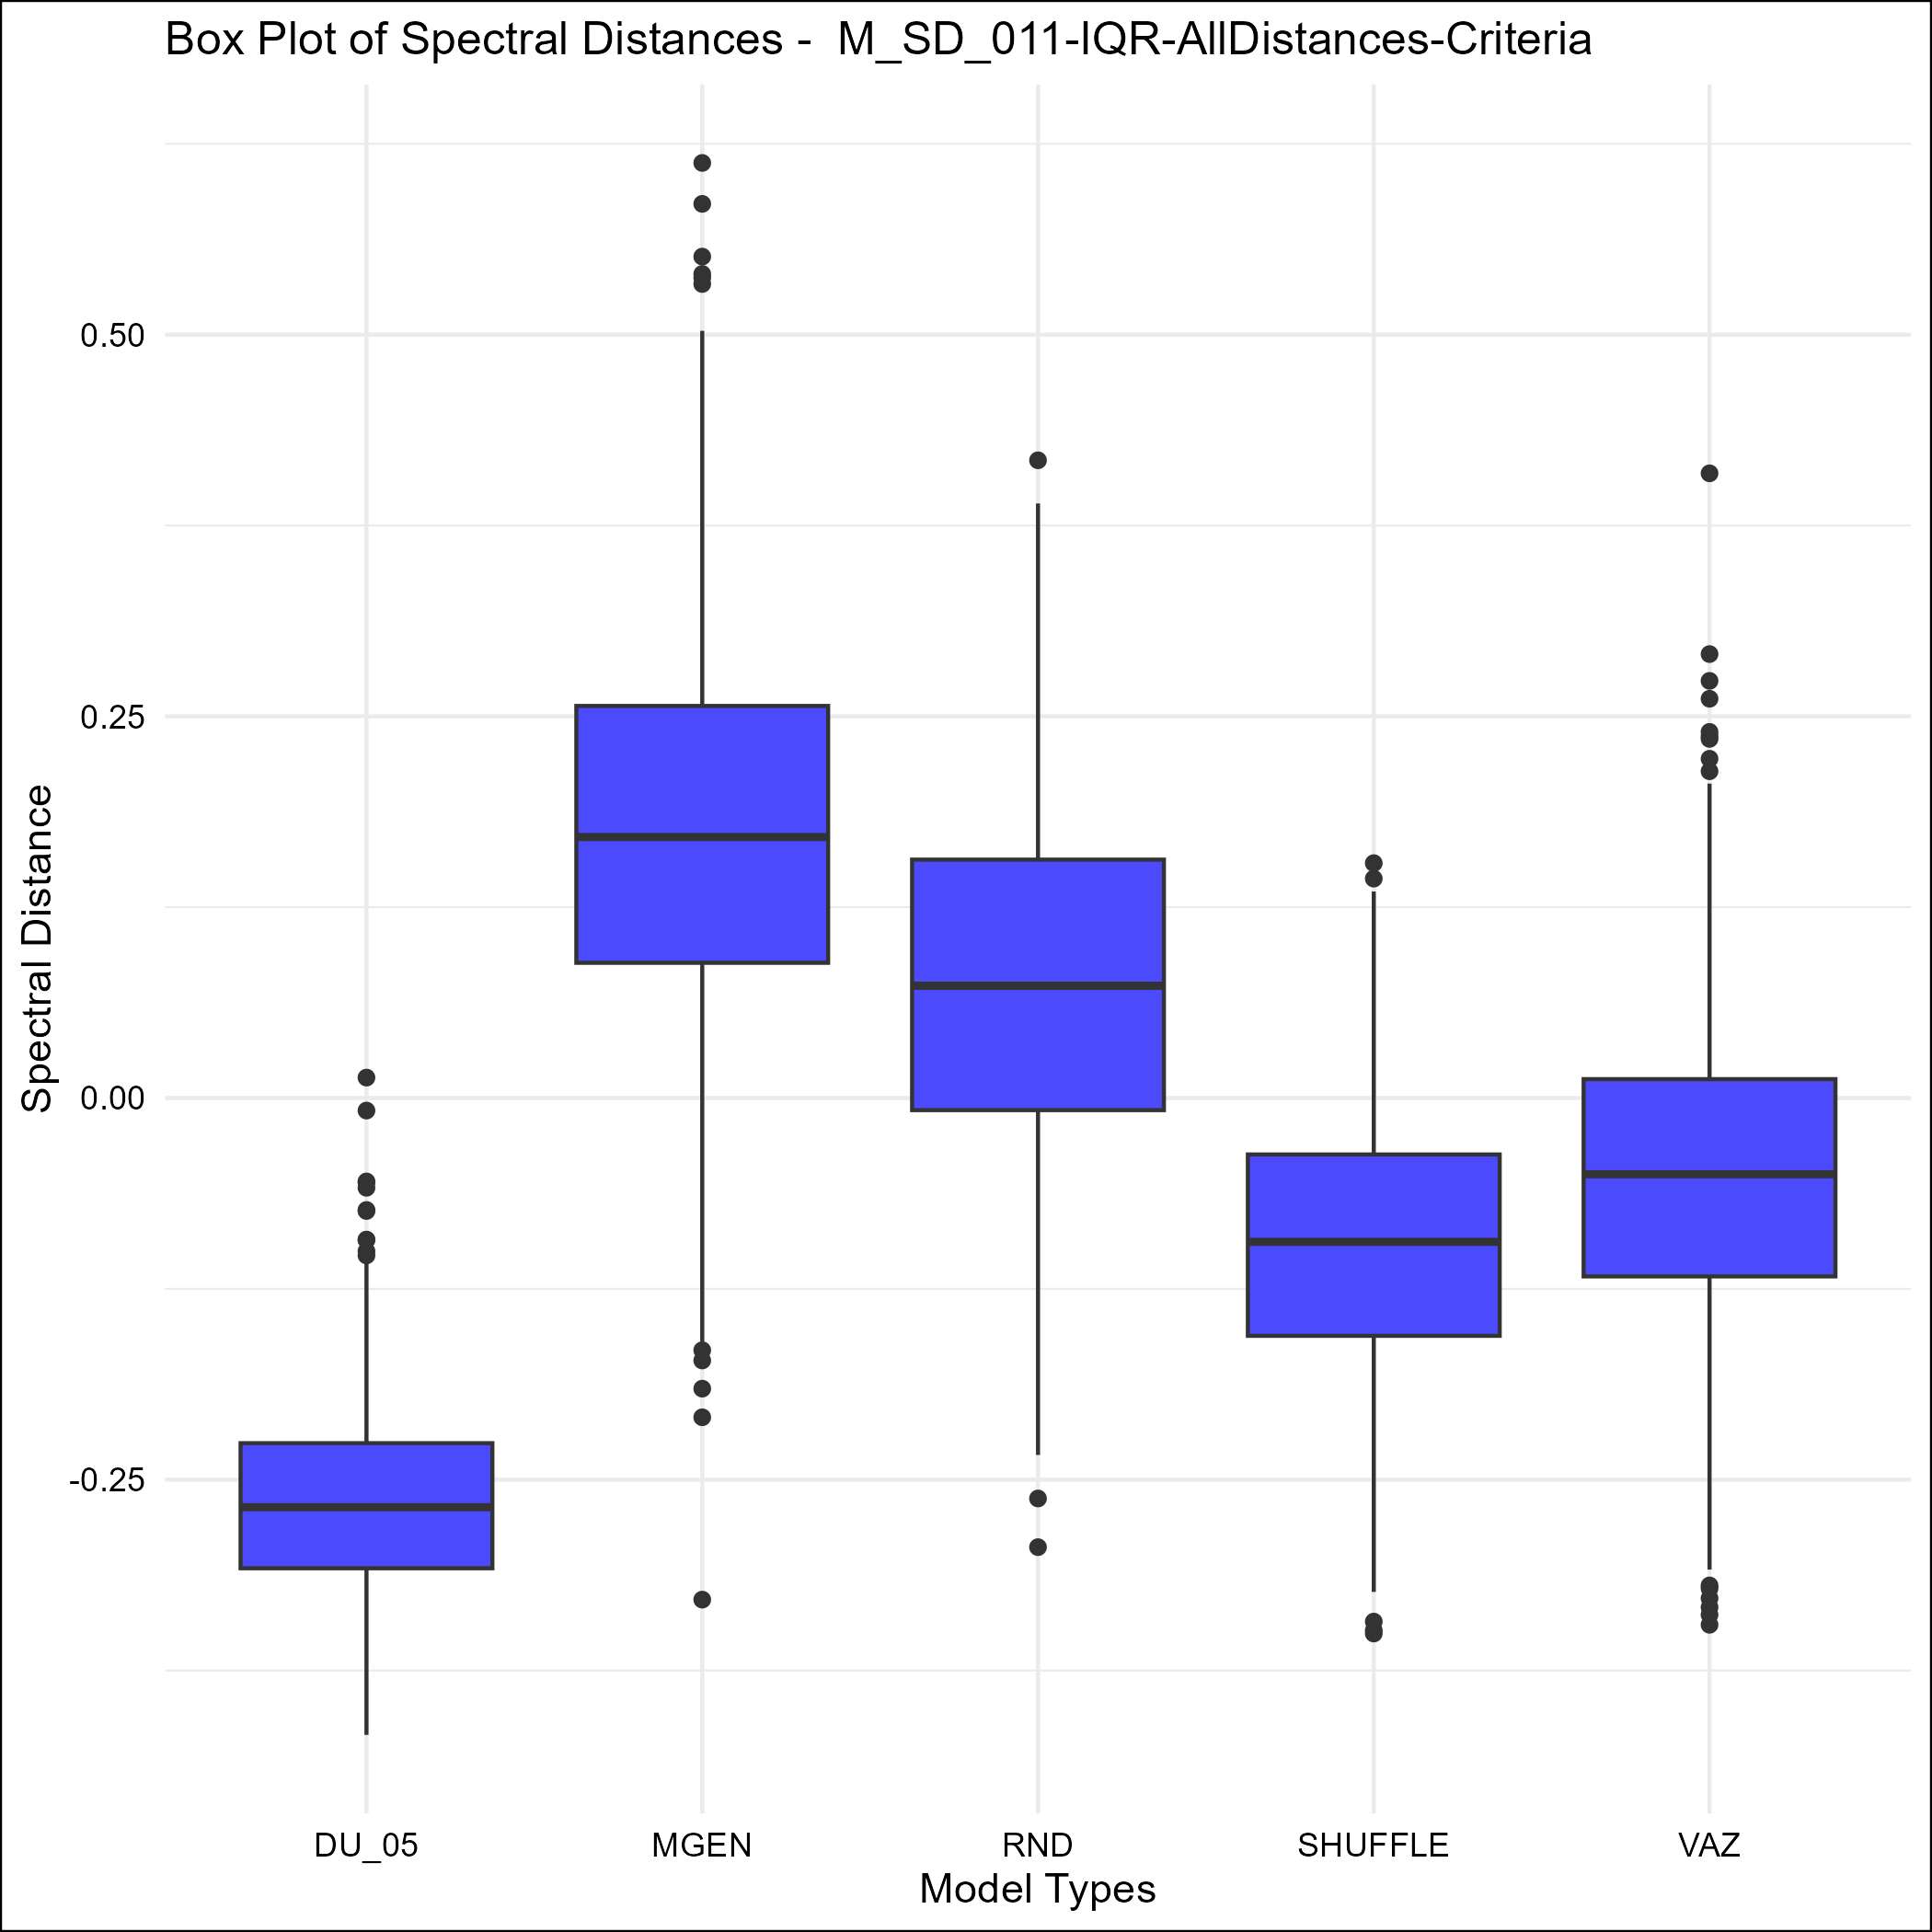 Box Plot of Spectral Distances -  M_SD_011-IQR-AllDistances-Criteria
Spectral Distance
0.50
0.25
0.00
-0.25
DU_05 MGEN RND SHUFFLE VAZ
Model Types